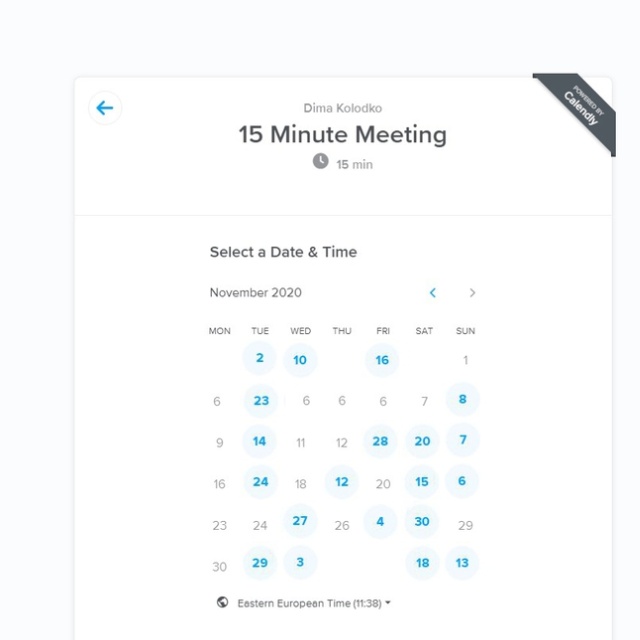 POWERED BY
Calendly
Dima Kolodko
15 Minute Meeting
15 min
Select a Date & Time
November 2020
MON TUE WED THU FRI SAT SUN
2 10 16 1
6 23 6 6 6 7 8
9 14 11 12 28 20 7
16 24 18 12 20 15 6
23 24 27 26 4 30 29
30 29 3 18 13
Eastern European Time (11:38)